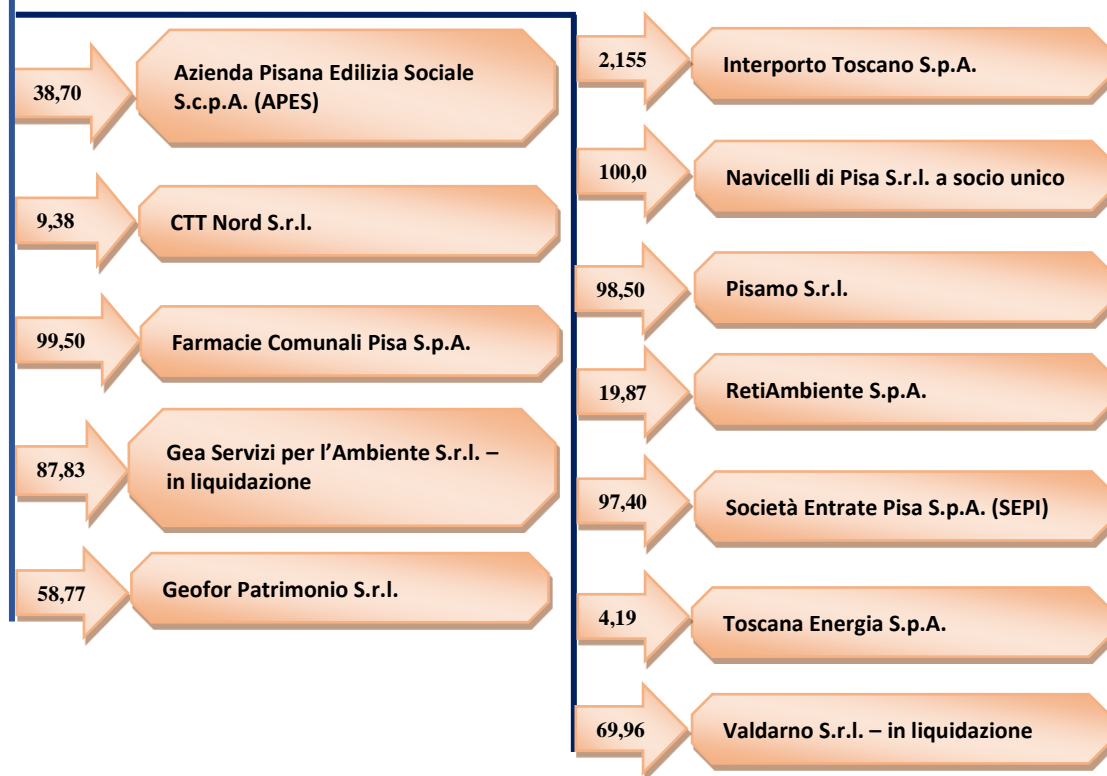 38,70
Azienda Pisana Edilizia Sociale
S.c.p.A. (APES)
9,38
CTT Nord S.r.l.
99,50
Farmacie Comunali Pisa S.p.A.
87,83
Gea Servizi per l’Ambiente S.r.l. –
in liquidazione
58,77
Geofor Patrimonio S.r.l.
2,155
Interporto Toscano S.p.A.
100,0
Navicelli di Pisa S.r.l. a socio unico
98,50
Pisamo S.r.l.
19,87
RetiAmbiente S.p.A.
97,40
Società Entrate Pisa S.p.A. (SEPI)
4,19
Toscana Energia S.p.A.
69,96
Valdarno S.r.l. – in liquidazione